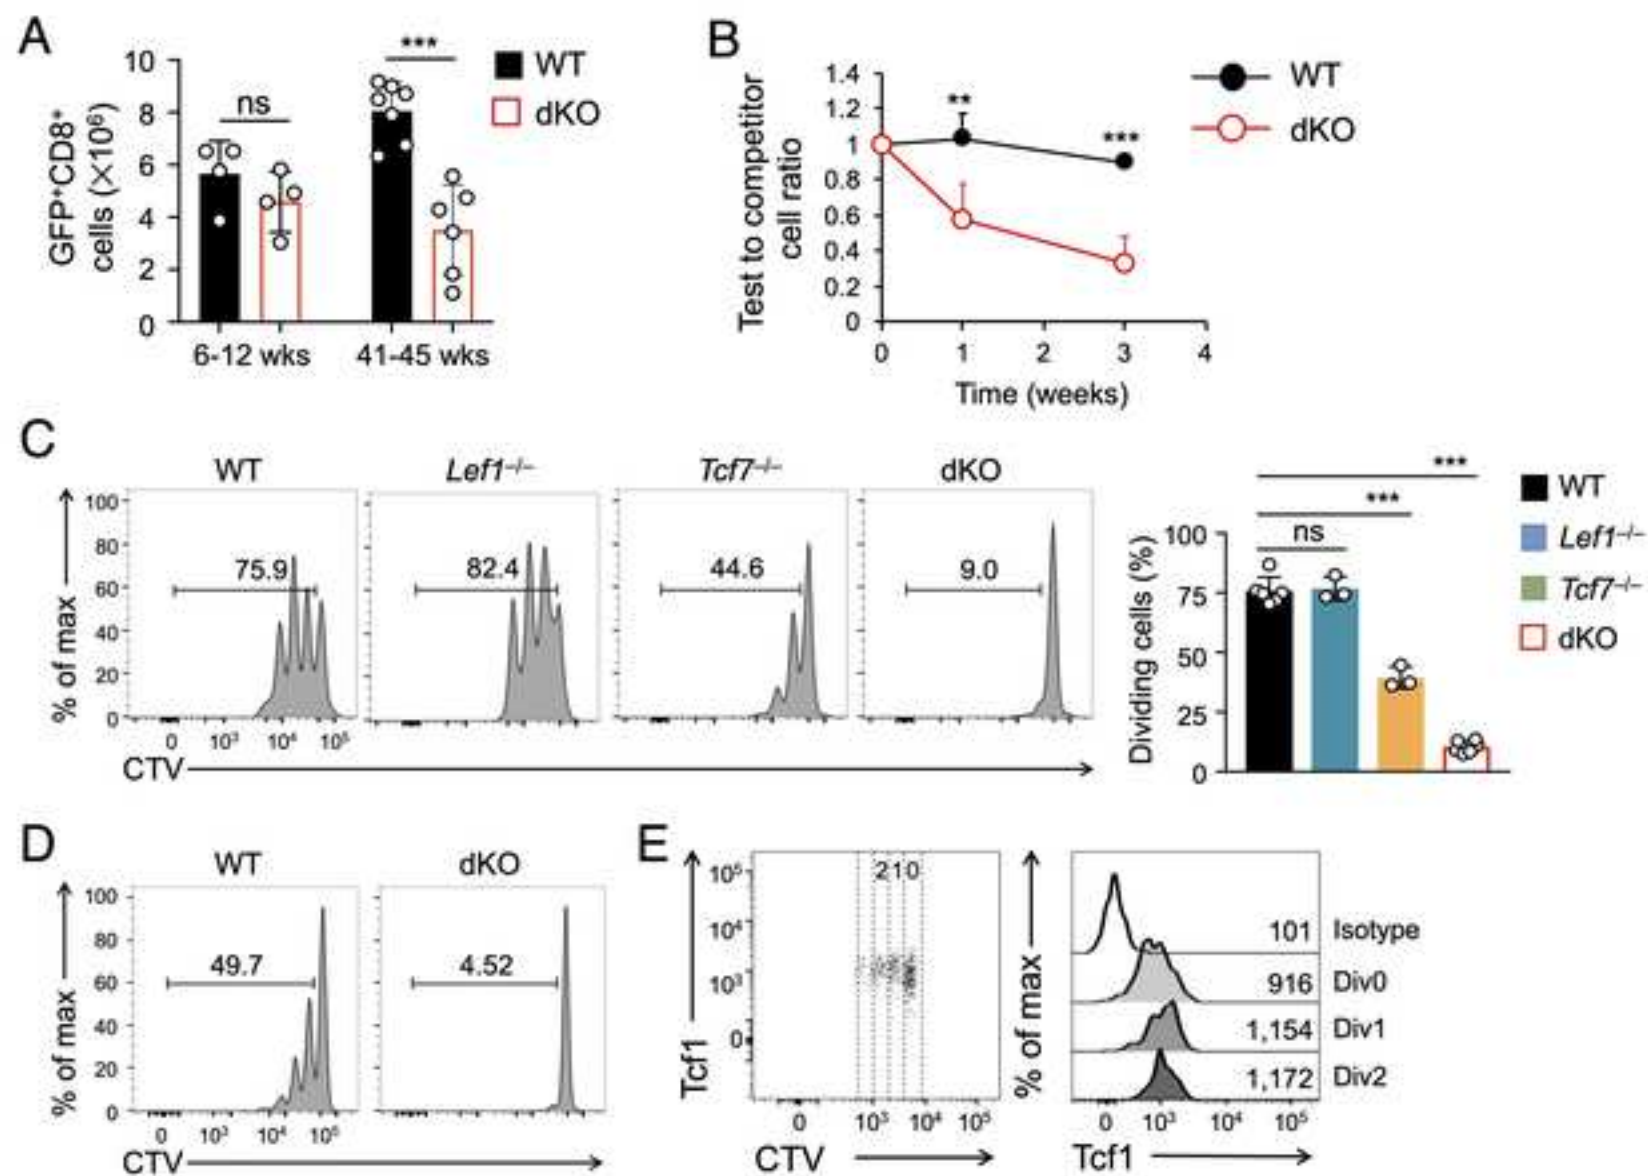 A
GFP⁺CD8⁺
cells (×10⁶)
10
8
6
4
2
0
ns
***
WT
dKO
6-12 wks
41-45 wks
B
Test to competitor
cell ratio
1.4
1.2
1
0.8
0.6
0.4
0.2
0
**
***
WT
dKO
0 1 2 3 4
Time (weeks)
C
WT
Lef1⁻/⁻
Tcf7⁻/⁻
dKO
% of max
100
80
60
40
20
0
75.9
82.4
44.6
9.0
0 10³ 10⁴ 10⁵
CTV
Dividing cells (%)
100
75
50
25
0
ns
***
***
WT
Lef1⁻/⁻
Tcf7⁻/⁻
dKO
D
WT
dKO
% of max
100
80
60
40
20
0
49.7
4.52
0 10³ 10⁴ 10⁵
CTV
E
Tcf1
10⁵
10⁴
10³
0
210
0 10³ 10⁴ 10⁵
CTV
% of max
101 Isotype
916 Div0
1,154 Div1
1,172 Div2
0 10³ 10⁴ 10⁵
Tcf1